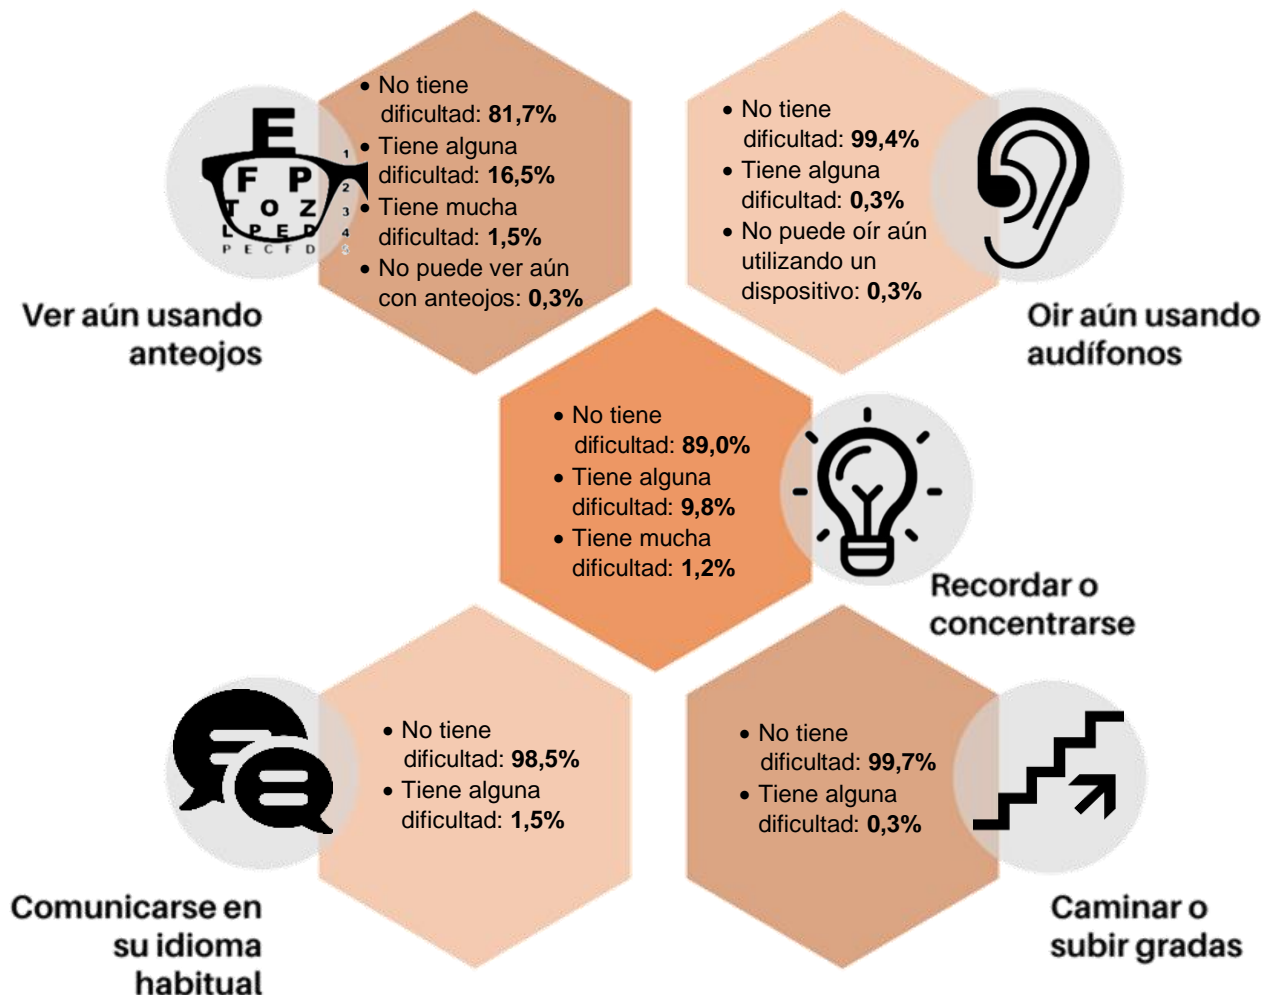 • No tiene
dificultad: 81,7%
• Tiene alguna
dificultad: 16,5%
• Tiene mucha
dificultad: 1,5%
• No puede ver aún
con anteojos: 0,3%
E
F P
T O Z
L P E D
P E C F D
1
2
3
4
5
Ver aún usando
anteojos
• No tiene
dificultad: 99,4%
• Tiene alguna
dificultad: 0,3%
• No puede oír aún
utilizando un
dispositivo: 0,3%
Oir aún usando
audífonos
• No tiene
dificultad: 89,0%
• Tiene alguna
dificultad: 9,8%
• Tiene mucha
dificultad: 1,2%
Recordar o
concentrarse
• No tiene
dificultad: 98,5%
• Tiene alguna
dificultad: 1,5%
Comunicarse en
su idioma
habitual
• No tiene
dificultad: 99,7%
• Tiene alguna
dificultad: 0,3%
Caminar o
subir gradas